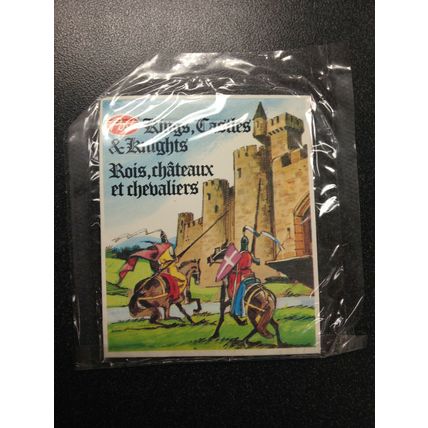 Kings, Castles
& Knights
Rois, châteaux
et chevaliers